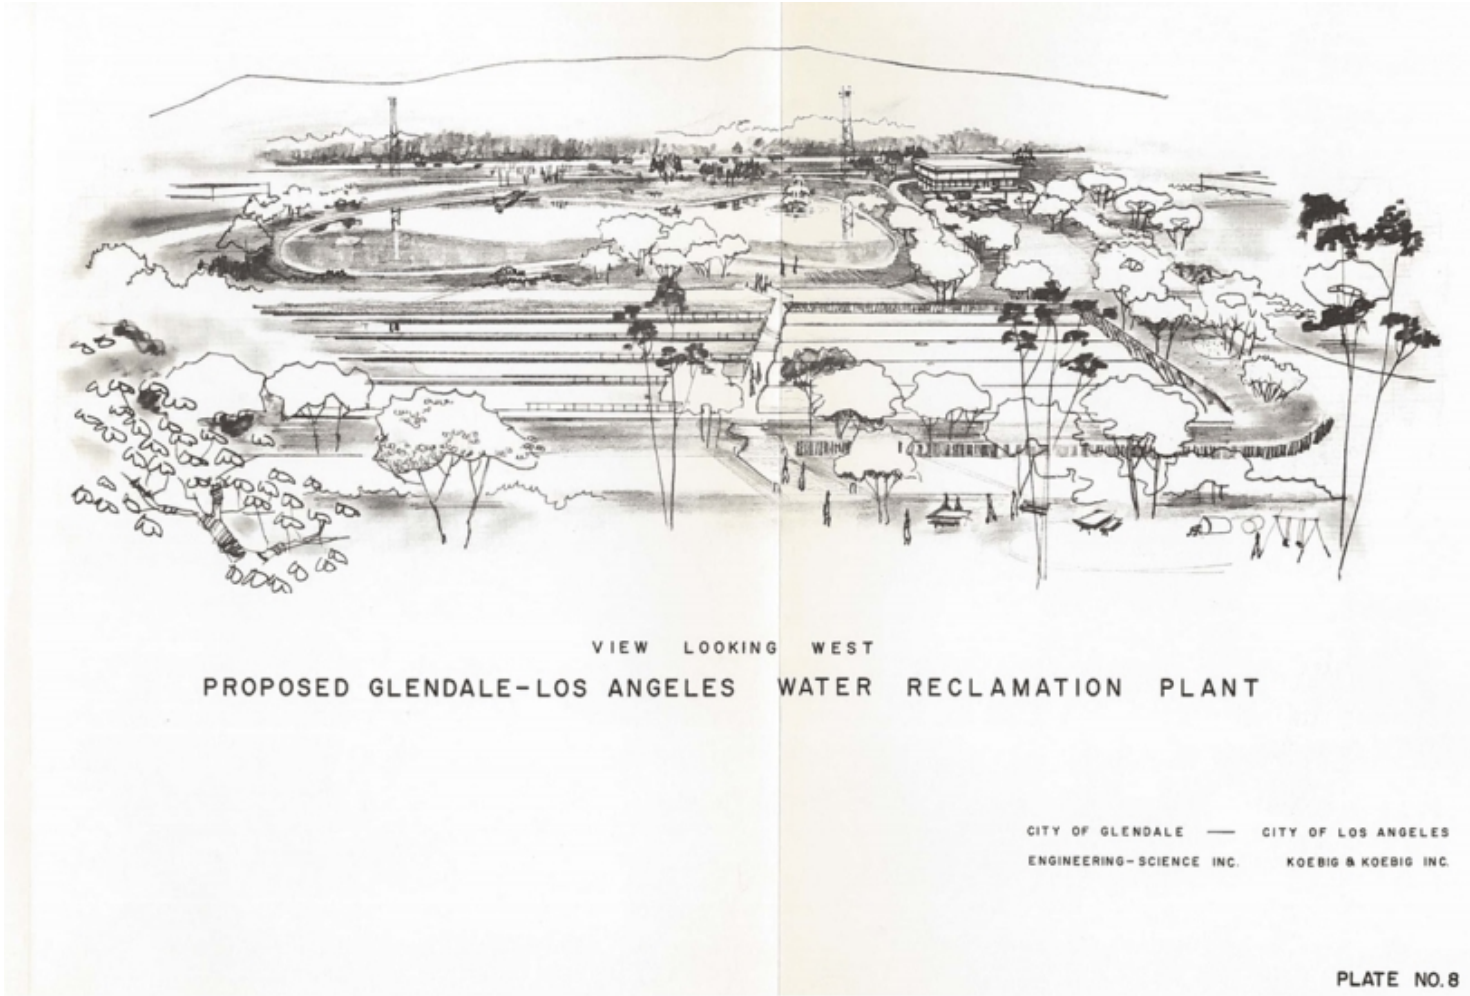 VIEW LOOKING WEST
PROPOSED GLENDALE-LOS ANGELES WATER RECLAMATION PLANT
CITY OF GLENDALE — CITY OF LOS ANGELES
ENGINEERING-SCIENCE INC. KOEBIG & KOEBIG INC.
PLATE NO. 8